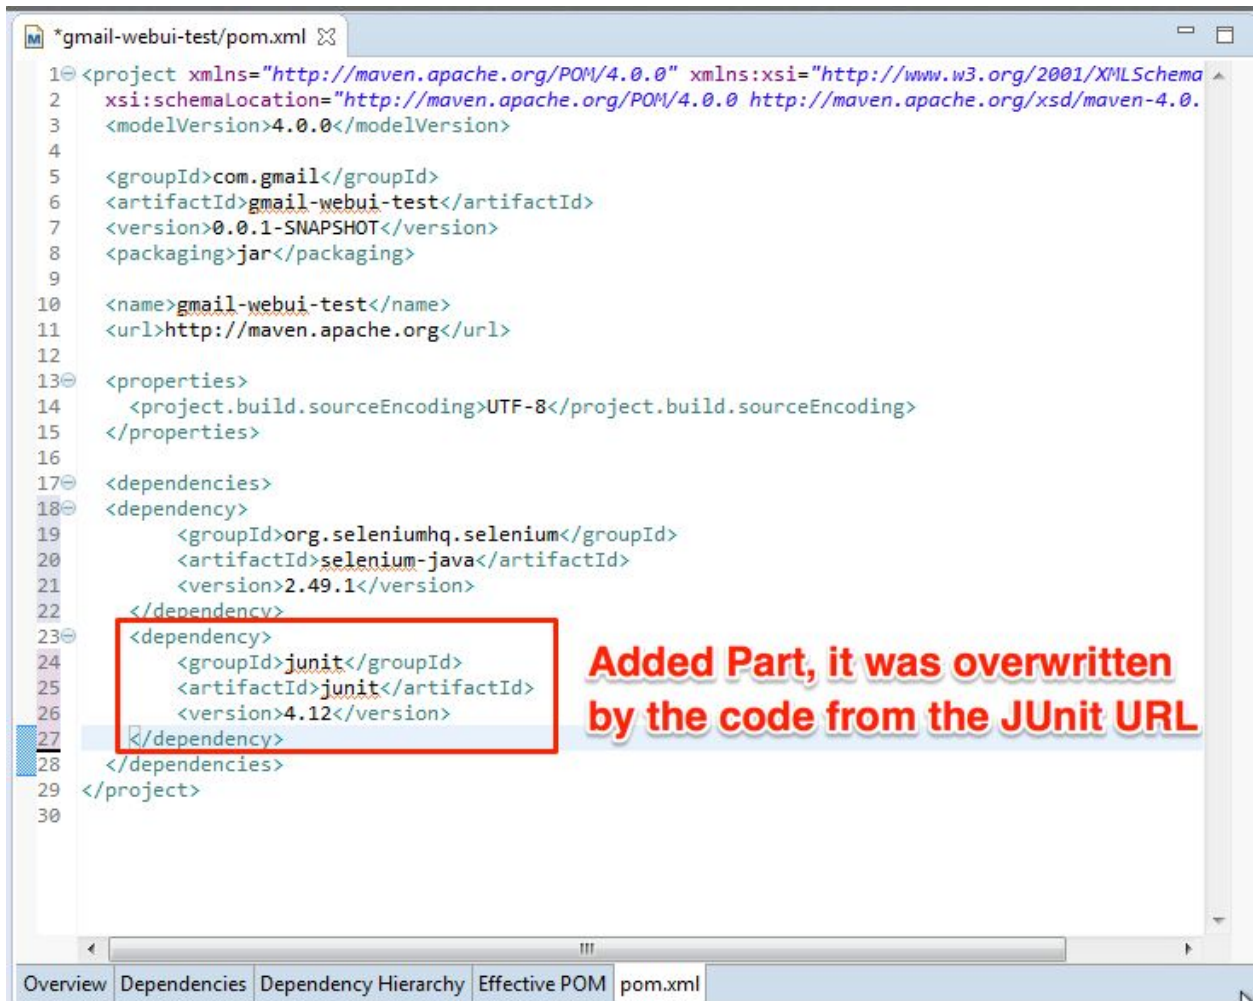 *gmail-webui-test/pom.xml
1 <project xmlns="http://maven.apache.org/POM/4.0.0" xmlns:xsi="http://www.w3.org/2001/XMLSchema
2 xsi:schemaLocation="http://maven.apache.org/POM/4.0.0 http://maven.apache.org/xsd/maven-4.0.
3 <modelVersion>4.0.0</modelVersion>
4
5 <groupId>com.gmail</groupId>
6 <artifactId>gmail-webui-test</artifactId>
7 <version>0.0.1-SNAPSHOT</version>
8 <packaging>jar</packaging>
9
10 <name>gmail-webui-test</name>
11 <url>http://maven.apache.org</url>
12
13 <properties>
14 <project.build.sourceEncoding>UTF-8</project.build.sourceEncoding>
15 </properties>
16
17 <dependencies>
18 <dependency>
19 <groupId>org.seleniumhq.selenium</groupId>
20 <artifactId>selenium-java</artifactId>
21 <version>2.49.1</version>
22 </dependency>
23 <dependency>
24 <groupId>junit</groupId>
25 <artifactId>junit</artifactId>
26 <version>4.12</version>
27 </dependency>
28 </dependencies>
29 </project>
30
Added Part, it was overwritten
by the code from the JUnit URL
Overview Dependencies Dependency Hierarchy Effective POM pom.xml